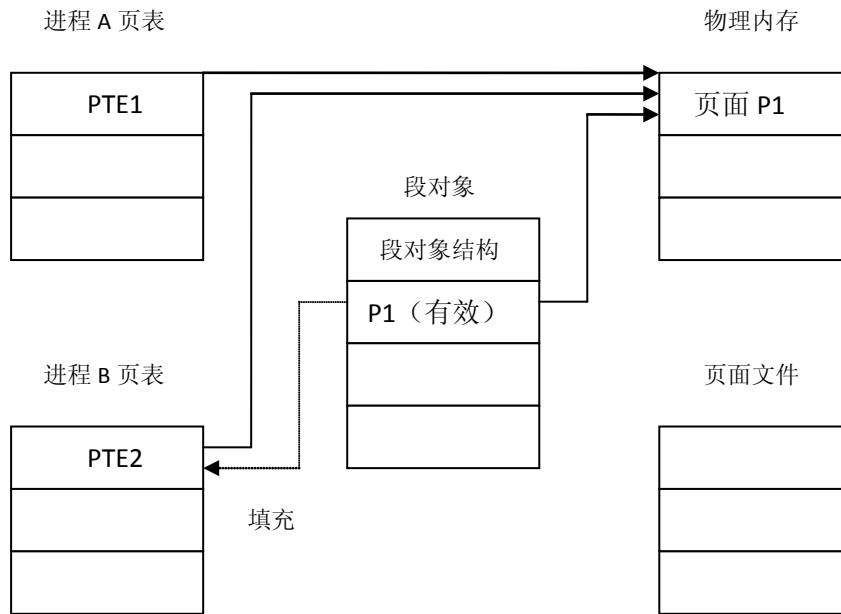 进程 A 页表
物理内存
PTE1
页面 P1
段对象
段对象结构
P1（有效）
进程 B 页表
页面文件
PTE2
填充